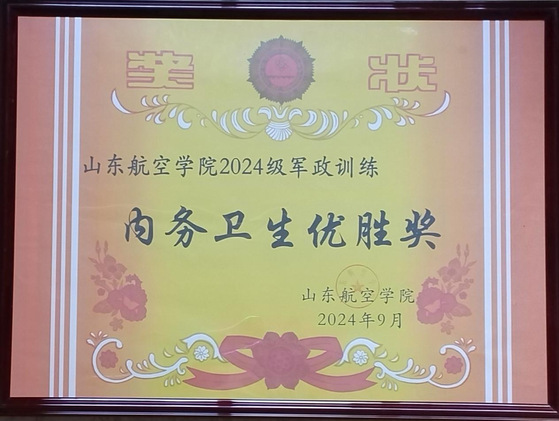 奖 状
山东航空学院2024级军政训练
内务卫生优胜奖
山东航空学院
2024年9月